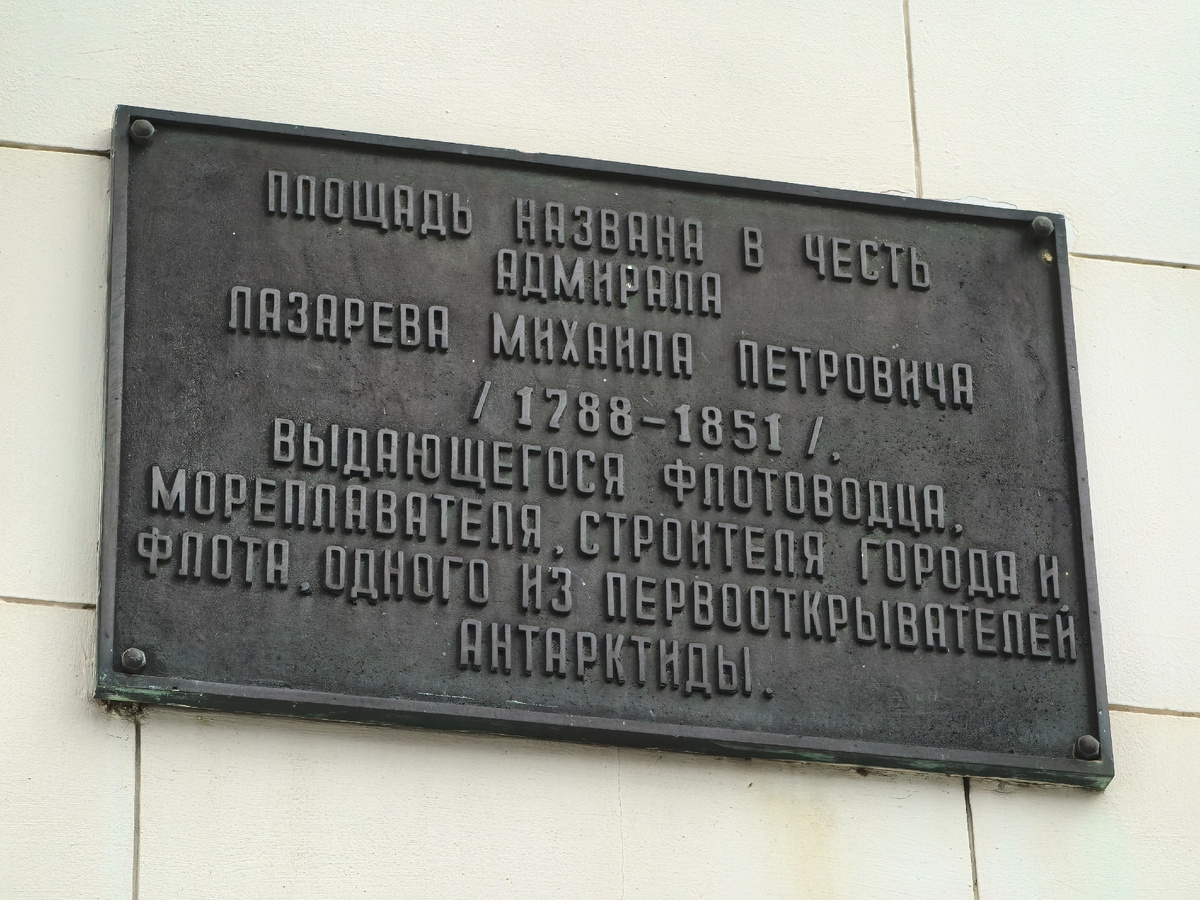 ПЛОЩАДЬ НАЗВАНА В ЧЕСТЬ
АДМИРАЛА
ЛАЗАРЕВА МИХАИЛА ПЕТРОВИЧА
/1788-1851/,
ВЫДАЮЩЕГОСЯ ФЛОТОВОДЦА,
МОРЕПЛАВАТЕЛЯ, СТРОИТЕЛЯ ГОРОДА И
ФЛОТА, ОДНОГО ИЗ ПЕРВООТКРЫВАТЕЛЕЙ
АНТАРКТИДЫ.